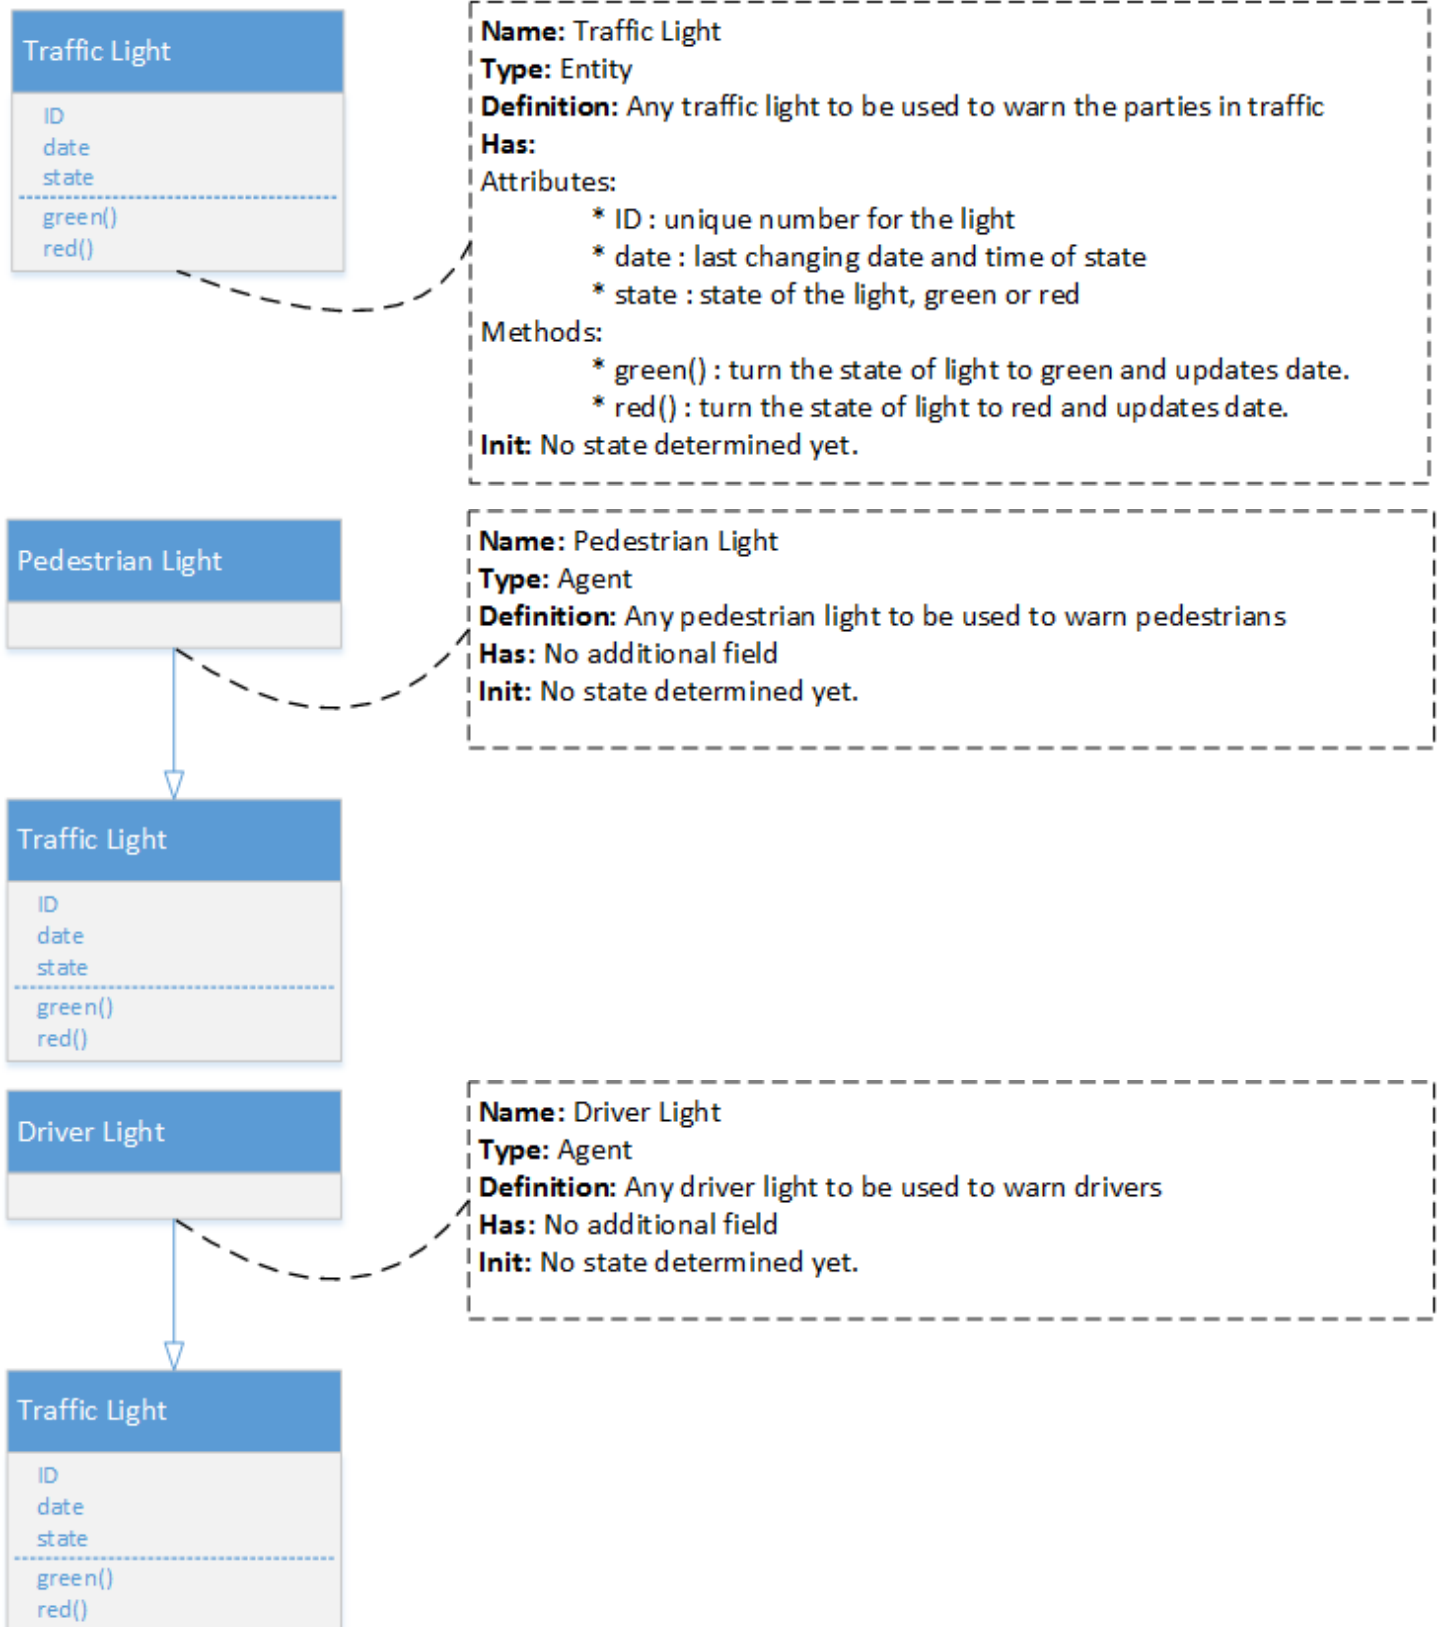 Traffic Light
ID
date
state
green()
red()
Name: Traffic Light
Type: Entity
Definition: Any traffic light to be used to warn the parties in traffic
Has:
Attributes:
* ID : unique number for the light
* date : last changing date and time of state
* state : state of the light, green or red
Methods:
* green() : turn the state of light to green and updates date.
* red() : turn the state of light to red and updates date.
Init: No state determined yet.
Pedestrian Light
Name: Pedestrian Light
Type: Agent
Definition: Any pedestrian light to be used to warn pedestrians
Has: No additional field
Init: No state determined yet.
Traffic Light
ID
date
state
green()
red()
Driver Light
Name: Driver Light
Type: Agent
Definition: Any driver light to be used to warn drivers
Has: No additional field
Init: No state determined yet.
Traffic Light
ID
date
state
green()
red()